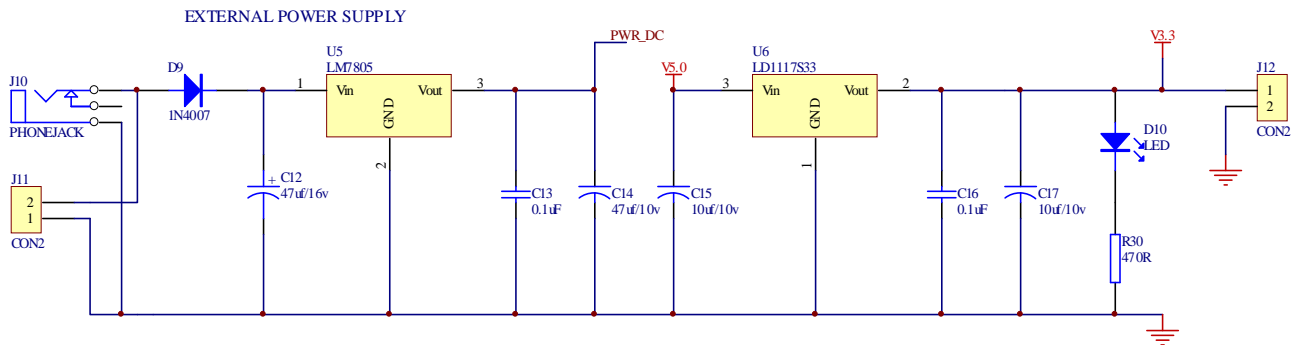 EXTERNAL POWER SUPPLY
PWR_DC
U5
LM7805
U6
LD1117S33
V3.3
V5.0
J10
D9
J12
1
Vin
Vout
3
3
Vin
Vout
2
1
2
GND
GND
1N4007
PHONEJACK
CON2
D10
LED
2
1
J11
+
C12
47uf/16v
C13
0.1uF
C14
47uf/10v
C15
10uf/10v
C16
0.1uF
C17
10uf/10v
2
1
CON2
R30
470R